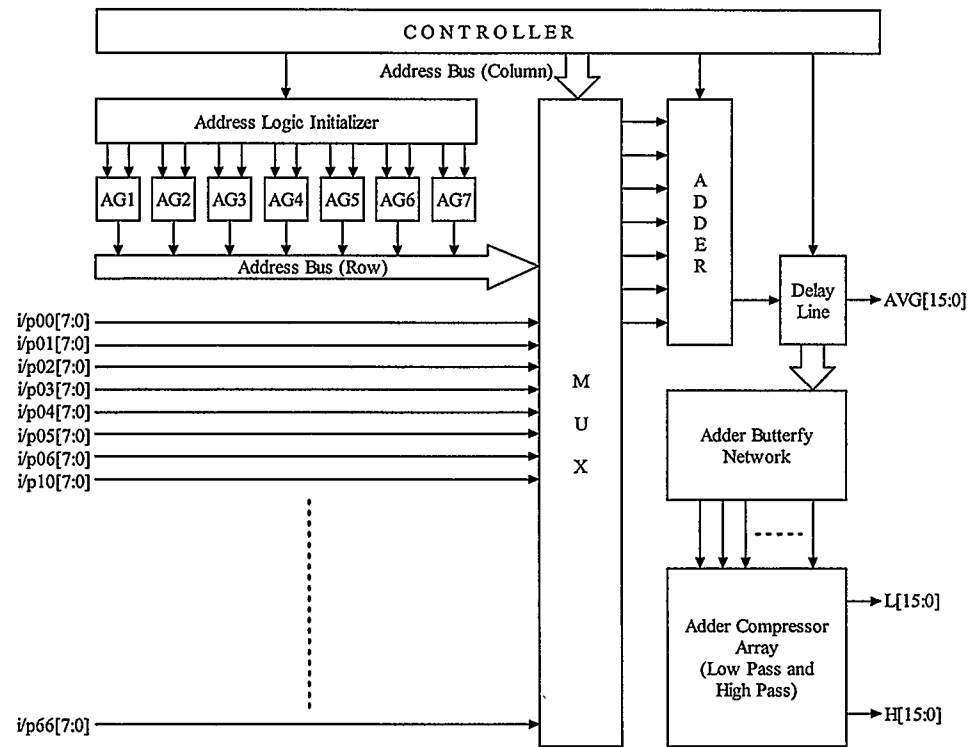 CONTROLLER
Address Bus (Column)
Address Logic Initializer
AG1 AG2 AG3 AG4 AG5 AG6 AG7
Address Bus (Row)
i/p00[7:0]
i/p01[7:0]
i/p02[7:0]
i/p03[7:0]
i/p04[7:0]
i/p05[7:0]
i/p06[7:0]
i/p10[7:0]
i/p66[7:0]
MUX
ADDER
Delay
Line
AVG[15:0]
Adder Butterfy
Network
Adder Compressor
Array
(Low Pass and
High Pass)
L[15:0]
H[15:0]